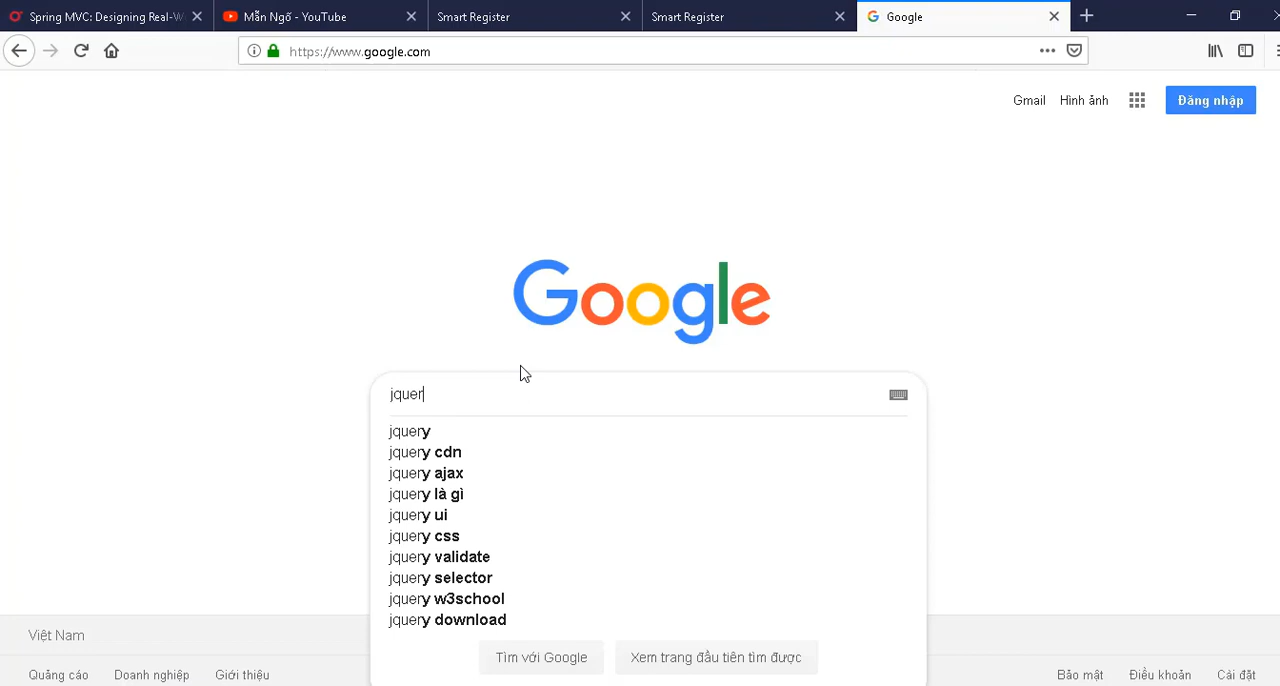 Spring MVC: Designing Real-W
Mẫn Ngố - YouTube
Smart Register
Smart Register
Google
https://www.google.com
Gmail
Hình ảnh
Đăng nhập
Google
jquer
jquery
jquery cdn
jquery ajax
jquery là gì
jquery ui
jquery css
jquery validate
jquery selector
jquery w3school
jquery download
Tìm với Google
Xem trang đầu tiên tìm được
Việt Nam
Quảng cáo
Doanh nghiệp
Giới thiệu
Bảo mật
Điều khoản
Cài đặt